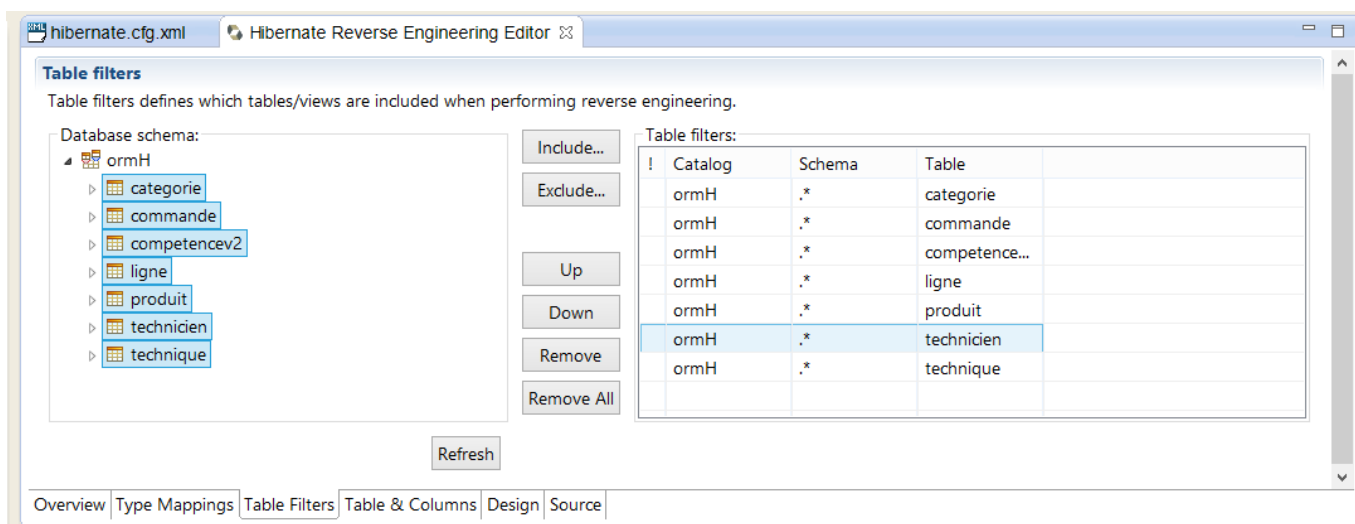 hibernate.cfg.xml Hibernate Reverse Engineering Editor
Table filters
Table filters defines which tables/views are included when performing reverse engineering.
Database schema:
ormH
categorie
commande
competencev2
ligne
produit
technicien
technique
Include...
Exclude...
Up
Down
Remove
Remove All
Refresh
Table filters:
! Catalog Schema Table
ormH .* categorie
ormH .* commande
ormH .* competence...
ormH .* ligne
ormH .* produit
ormH .* technicien
ormH .* technique
Overview Type Mappings Table Filters Table & Columns Design Source